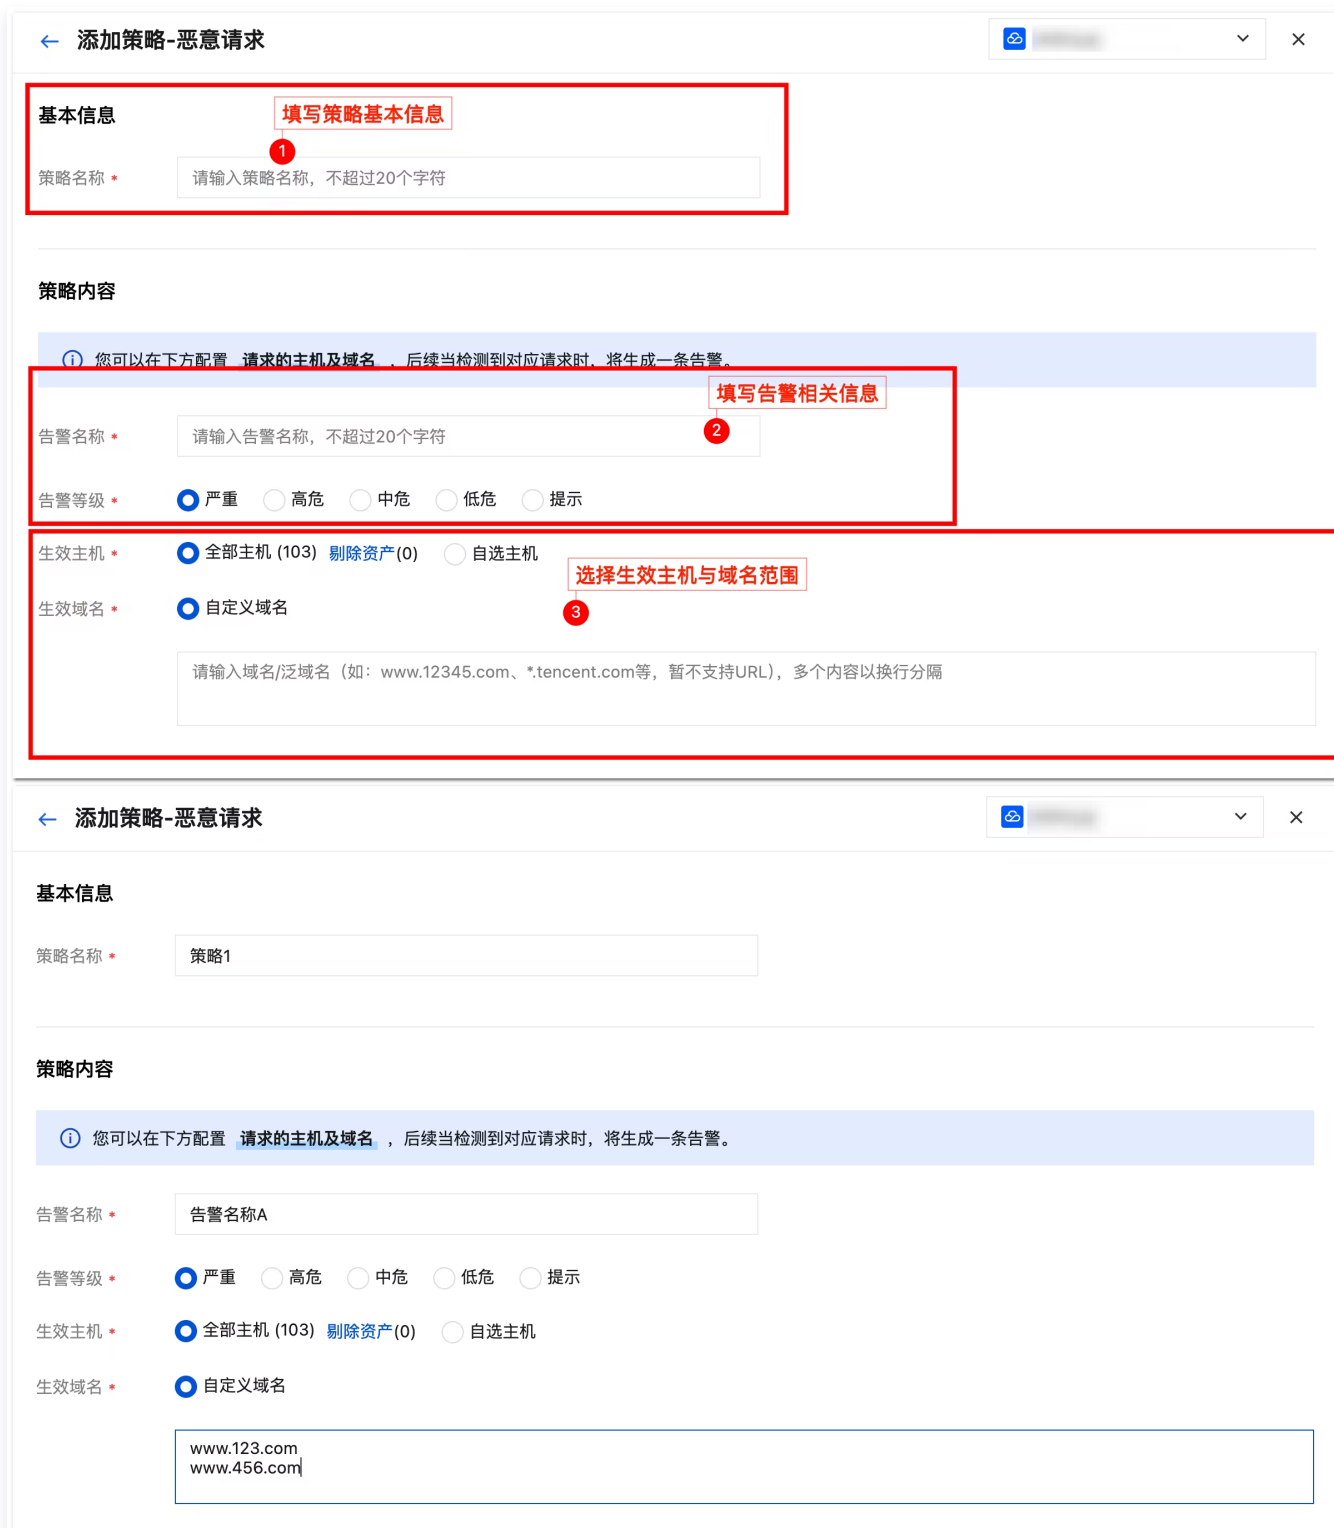 添加策略-恶意请求
基本信息
填写策略基本信息
1
策略名称 * 请输入策略名称，不超过20个字符
策略内容
您可以在下方配置 请求的主机及域名 ，后续当检测到对应请求时，将生成一条告警。
填写告警相关信息
2
告警名称 * 请输入告警名称，不超过20个字符
告警等级 * 严重 高危 中危 低危 提示
生效主机 * 全部主机 (103) 剔除资产(0) 自选主机
选择生效主机与域名范围
3
生效域名 * 自定义域名
请输入域名/泛域名（如：www.12345.com、*.tencent.com等，暂不支持URL），多个内容以换行分隔
添加策略-恶意请求
基本信息
策略名称 * 策略1
策略内容
您可以在下方配置 请求的主机及域名 ，后续当检测到对应请求时，将生成一条告警。
告警名称 * 告警名称A
告警等级 * 严重 高危 中危 低危 提示
生效主机 * 全部主机 (103) 剔除资产(0) 自选主机
生效域名 * 自定义域名
www.123.com
www.456.com